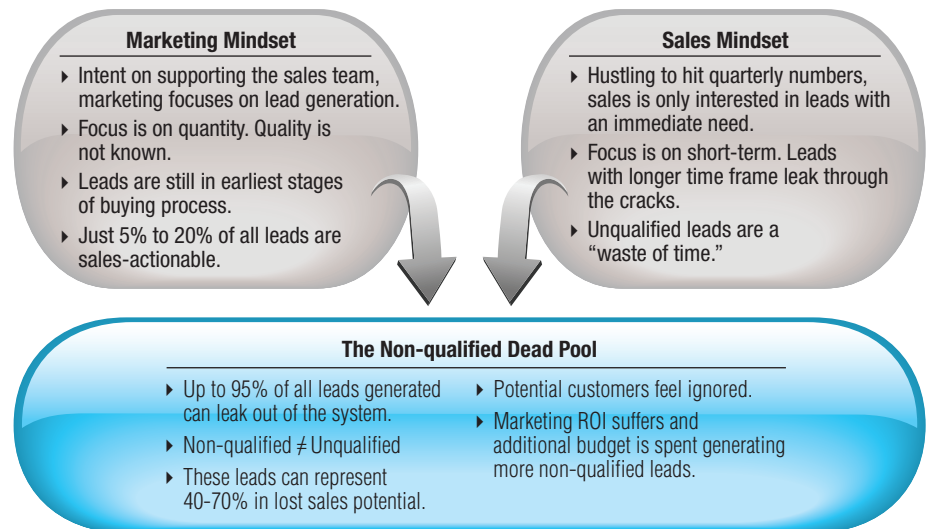 Marketing Mindset
▸ Intent on supporting the sales team,
marketing focuses on lead generation.
▸ Focus is on quantity. Quality is
not known.
▸ Leads are still in earliest stages
of buying process.
▸ Just 5% to 20% of all leads are
sales-actionable.
Sales Mindset
▸ Hustling to hit quarterly numbers,
sales is only interested in leads with
an immediate need.
▸ Focus is on short-term. Leads
with longer time frame leak through
the cracks.
▸ Unqualified leads are a
“waste of time.”
The Non-qualified Dead Pool
▸ Up to 95% of all leads generated
can leak out of the system.
▸ Non-qualified ≠ Unqualified
▸ These leads can represent
40-70% in lost sales potential.
▸ Potential customers feel ignored.
▸ Marketing ROI suffers and
additional budget is spent generating
more non-qualified leads.